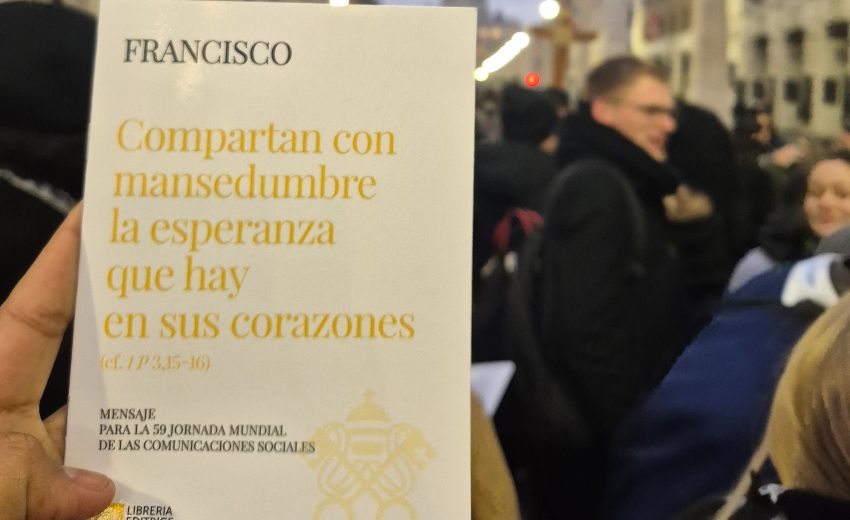 FRANCISCO
Compartan con
mansedumbre
la esperanza
que hay
en sus corazones
(cf. 1 P 3,15-16)
MENSAJE
PARA LA 59 JORNADA MUNDIAL
DE LAS COMUNICACIONES SOCIALES
LIBRERIA
EDITRICE